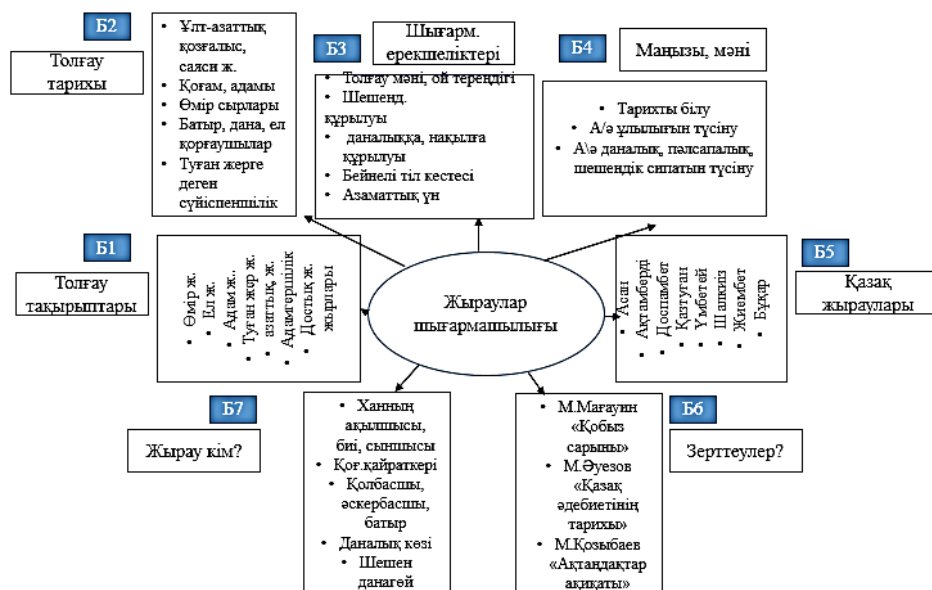 Б2
Толғау
тарихы
• Ұлт-азаттық
қозғалыс,
саяси ж.
• Қоғам, адамы
• Өмір сырлары
• Батыр, дана, ел
қорғаушылар
• Туған жерге
деген
сүйіспеншілік
Б3
Шығарм.
ерекшеліктері
• Толғау мәні, ой тереңдігі
• Шешенд.
құрылуы
• даналыққа, нақылға
құрылуы
• Бейнелі тіл кестесі
• Азаматтық үн
Б4
Маңызы, мәні
• Тарихты білу
• А/ә ұлылығын түсіну
• А\ә даналық, пәлсапалық,
шешендік сипатын түсіну
Б1
Толғау
тақырыптары
• Өмір ж.
• Ел ж.
• Адам ж..
• Туған жер ж.
• азаттық, ж.
• Адамгершілік
• Достық ж.
жырлары
Жыраулар
шығармашылығы
• Асан
• Ақтамберді
• Доспамбет
• Қазтуған
• Үмбетей
• Шалкиіз
• Жиембет
• Бұқар
Б5
Қазақ
жыраулары
Б7
Жырау кім?
• Ханның
ақылшысы,
биі, сыншысы
• Қоғ.қайраткері
• Қолбасшы,
әскербасшы,
батыр
• Даналық көзі
• Шешен
данагөй
• М.Мағауин
«Қобыз
сарыны»
• М.Әуезов
«Қазақ
әдебиетінің
тарихы»
• М.Қозыбаев
«Ақтаңдақтар
ақиқаты»
Б6
Зерттеулер?